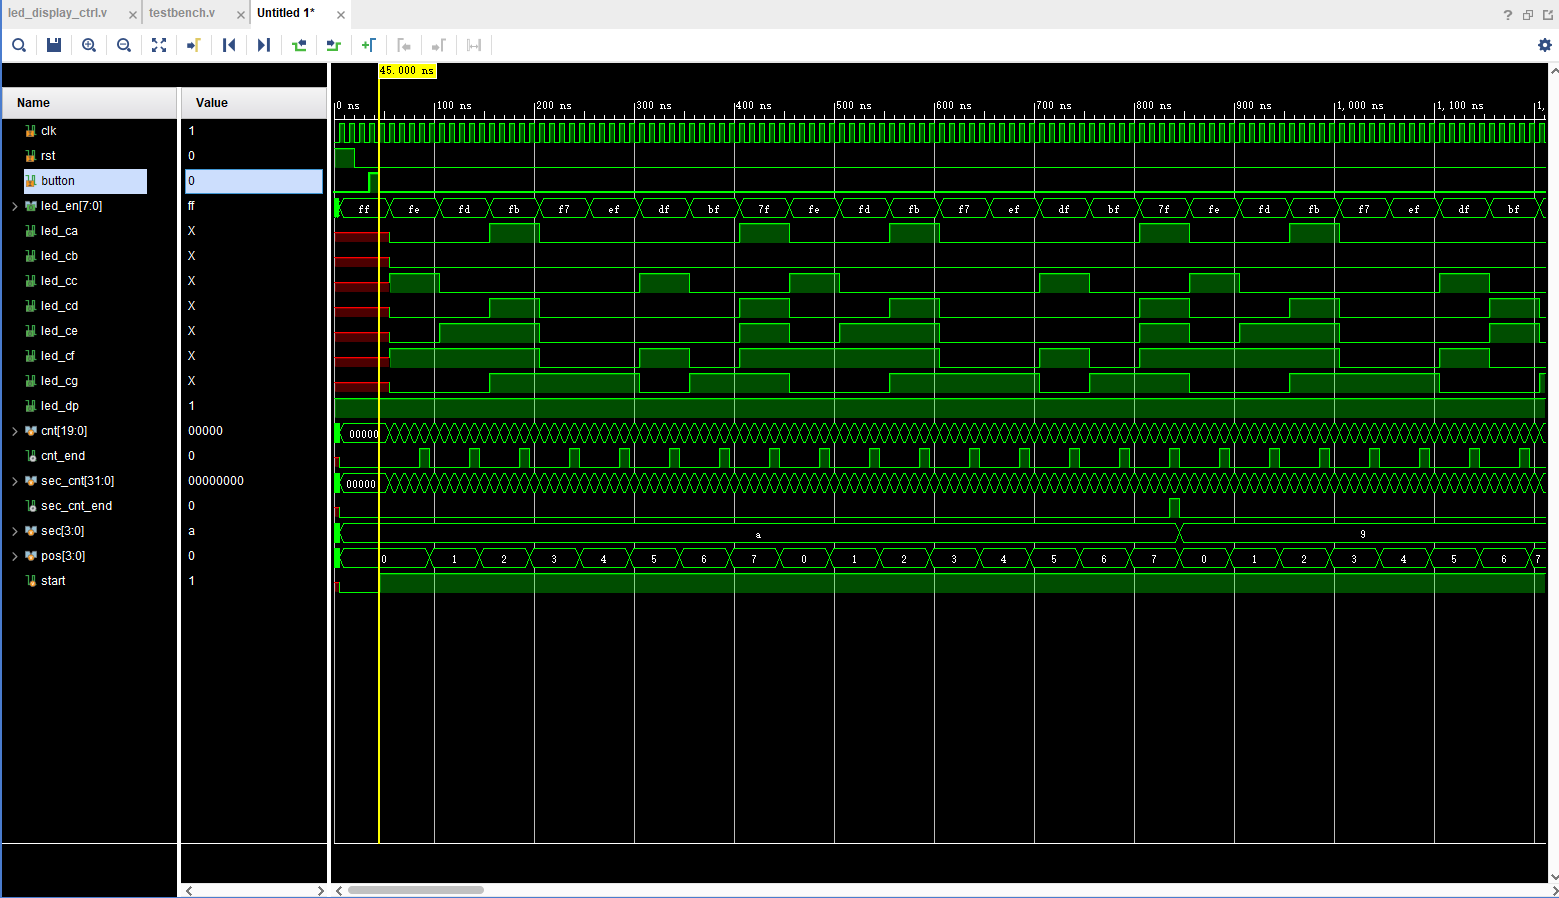 led_display_ctrl.v × testbench.v × Untitled 1* ×
?
45.000 ns
Name Value
0 ns 100 ns 200 ns 300 ns 400 ns 500 ns 600 ns 700 ns 800 ns 900 ns 1,000 ns 1,100 ns 1,
clk 1
rst 0
button 0
led_en[7:0] ff ff fe fd fb f7 ef df bf 7f fe fd fb f7 ef df bf 7f fe fd fb f7 ef df bf
led_ca X
led_cb X
led_cc X
led_cd X
led_ce X
led_cf X
led_cg X
led_dp 1
cnt[19:0] 00000 00000
cnt_end 0
sec_cnt[31:0] 00000000 00000
sec_cnt_end 0
sec[3:0] a a 9
pos[3:0] 0 0 1 2 3 4 5 6 7 0 1 2 3 4 5 6 7 0 1 2 3 4 5 6 7
start 1